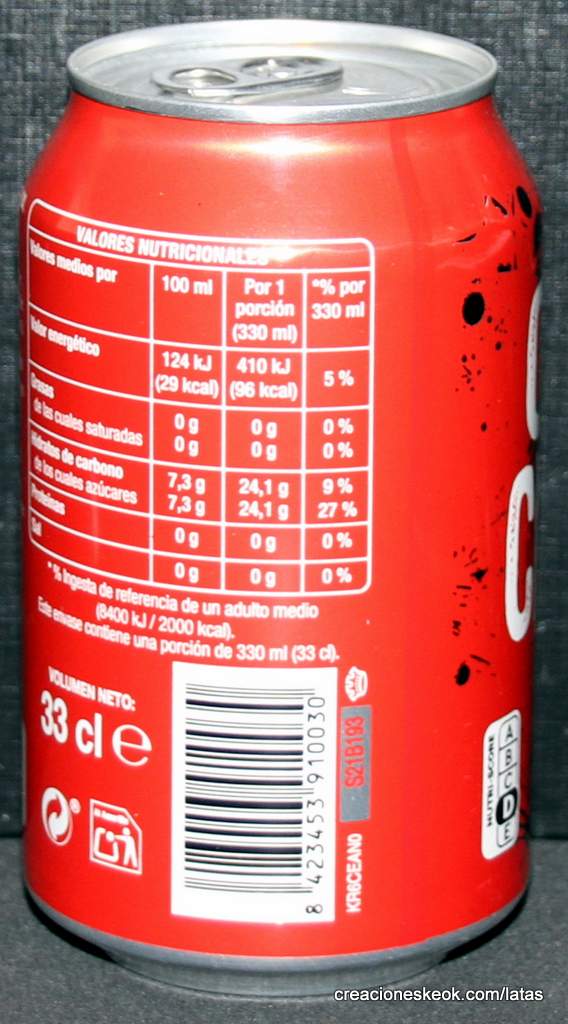 VALORES NUTRICIONALES
Valores medios por 100 ml Por 1 porción (330 ml) *% por 330 ml
Valor energético 124 kJ (29 kcal) 410 kJ (96 kcal) 5 %
Grasas 0 g 0 g 0 %
de las cuales saturadas 0 g 0 g 0 %
Hidratos de carbono 7,3 g 24,1 g 9 %
de los cuales azúcares 7,3 g 24,1 g 27 %
Proteínas 0 g 0 g 0 %
Sal 0 g 0 g 0 %
*% Ingesta de referencia de un adulto medio
(8400 kJ / 2000 kcal).
Este envase contiene una porción de 330 ml (33 cl).
VOLUMEN NETO:
33 cl e
8 423453 910030
S21B193
KR6CEAN0
NUTRI-SCORE
A B C D E
C
creacioneskeok.com/latas